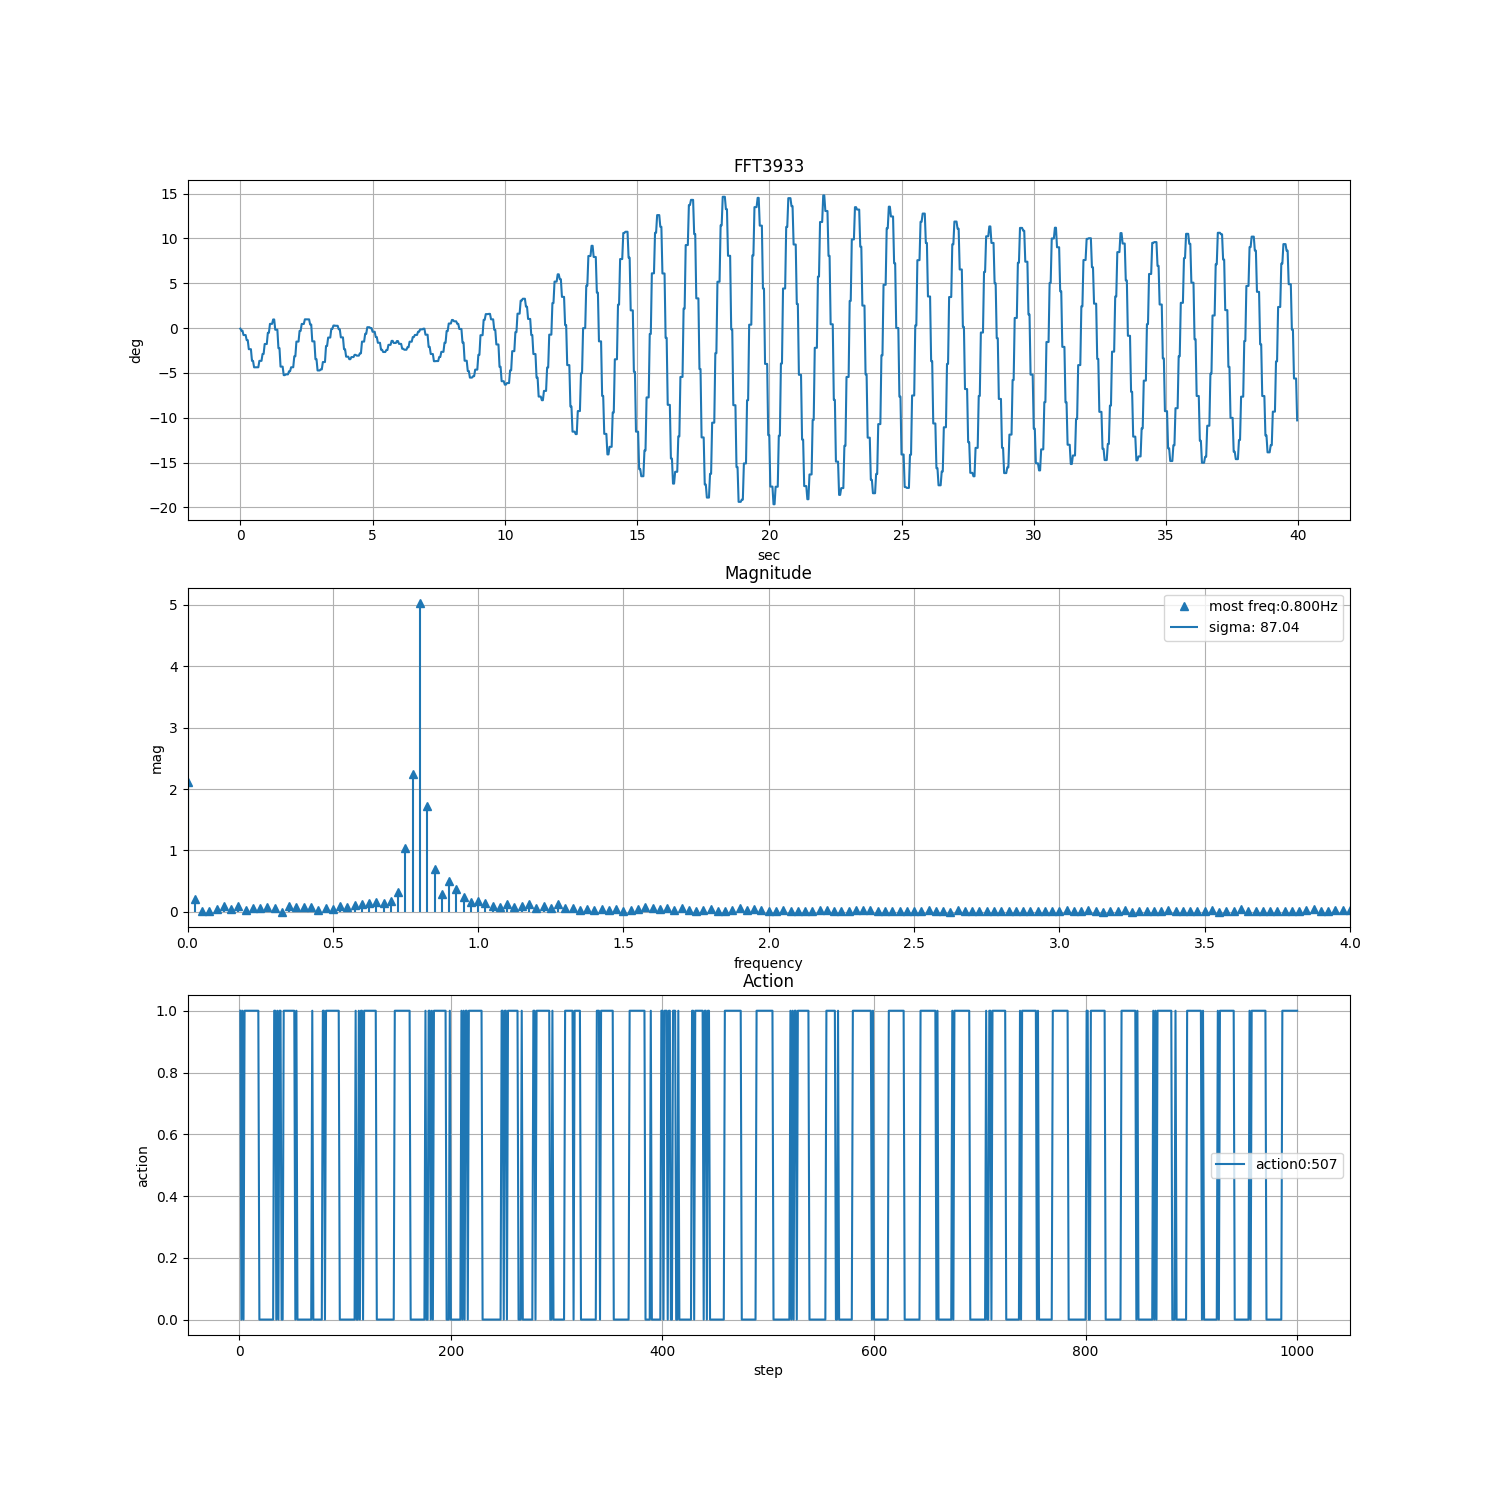 FFT3933
15
10
5
0
−5
−10
−15
−20
deg
0 5 10 15 20 25 30 35 40
sec
Magnitude
5
4
3
2
1
0
mag
most freq:0.800Hz
sigma: 87.04
0.0 0.5 1.0 1.5 2.0 2.5 3.0 3.5 4.0
frequency
Action
1.0
0.8
0.6
0.4
0.2
0.0
action
action0:507
0 200 400 600 800 1000
step